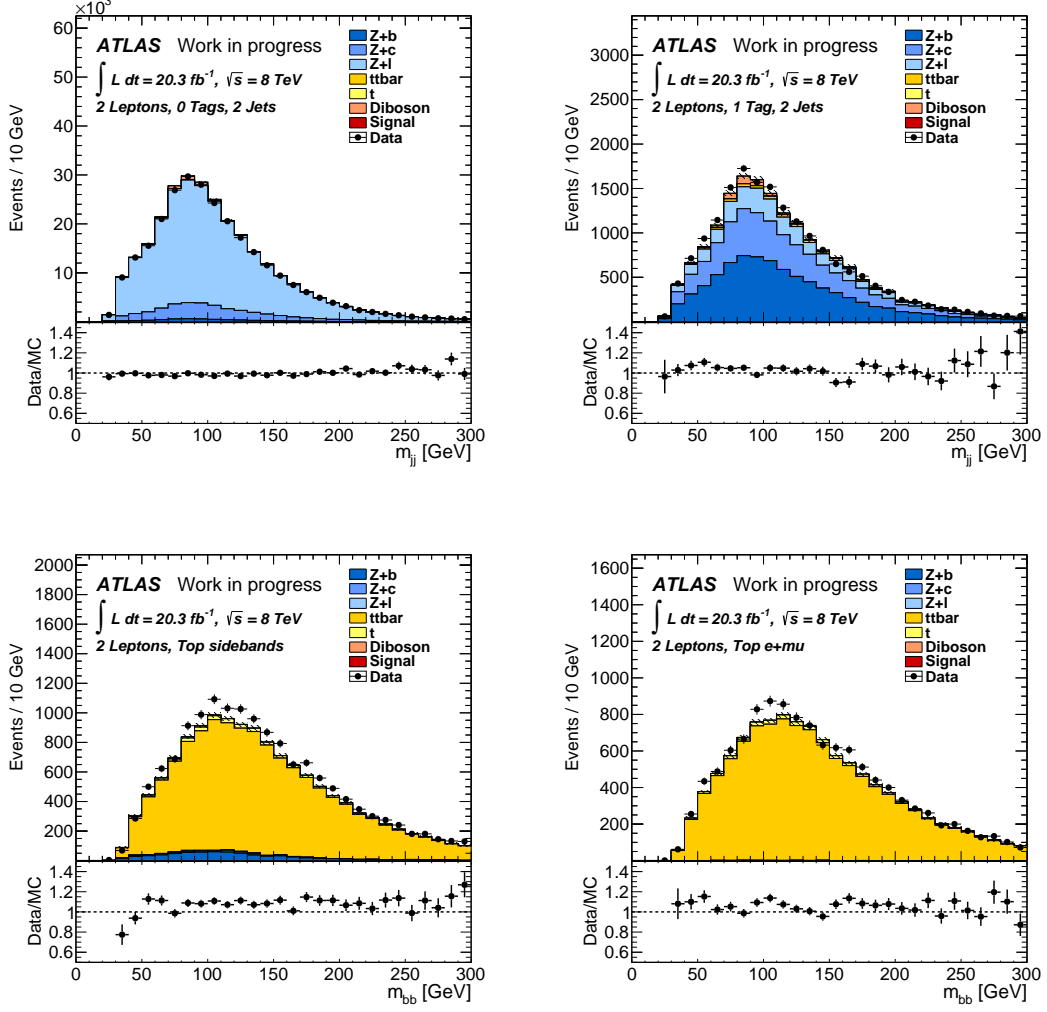 ×10³
60
50
40
30
20
10
Events / 10 GeV
ATLAS Work in progress
∫ L dt = 20.3 fb⁻¹, √s = 8 TeV
2 Leptons, 0 Tags, 2 Jets
Z+b
Z+c
Z+l
ttbar
t
Diboson
Signal
Data
1.4
1.2
1
0.8
0.6
Data/MC
0 50 100 150 200 250 300
m_jj [GeV]
3000
2500
2000
1500
1000
500
Events / 10 GeV
ATLAS Work in progress
∫ L dt = 20.3 fb⁻¹, √s = 8 TeV
2 Leptons, 1 Tag, 2 Jets
Z+b
Z+c
Z+l
ttbar
t
Diboson
Signal
Data
1.4
1.2
1
0.8
0.6
Data/MC
0 50 100 150 200 250 300
m_jj [GeV]
2000
1800
1600
1400
1200
1000
800
600
400
200
Events / 10 GeV
ATLAS Work in progress
∫ L dt = 20.3 fb⁻¹, √s = 8 TeV
2 Leptons, Top sidebands
Z+b
Z+c
Z+l
ttbar
t
Diboson
Signal
Data
1.4
1.2
1
0.8
0.6
Data/MC
0 50 100 150 200 250 300
m_bb [GeV]
1600
1400
1200
1000
800
600
400
200
Events / 10 GeV
ATLAS Work in progress
∫ L dt = 20.3 fb⁻¹, √s = 8 TeV
2 Leptons, Top e+mu
Z+b
Z+c
Z+l
ttbar
t
Diboson
Signal
Data
1.4
1.2
1
0.8
0.6
Data/MC
0 50 100 150 200 250 300
m_bb [GeV]